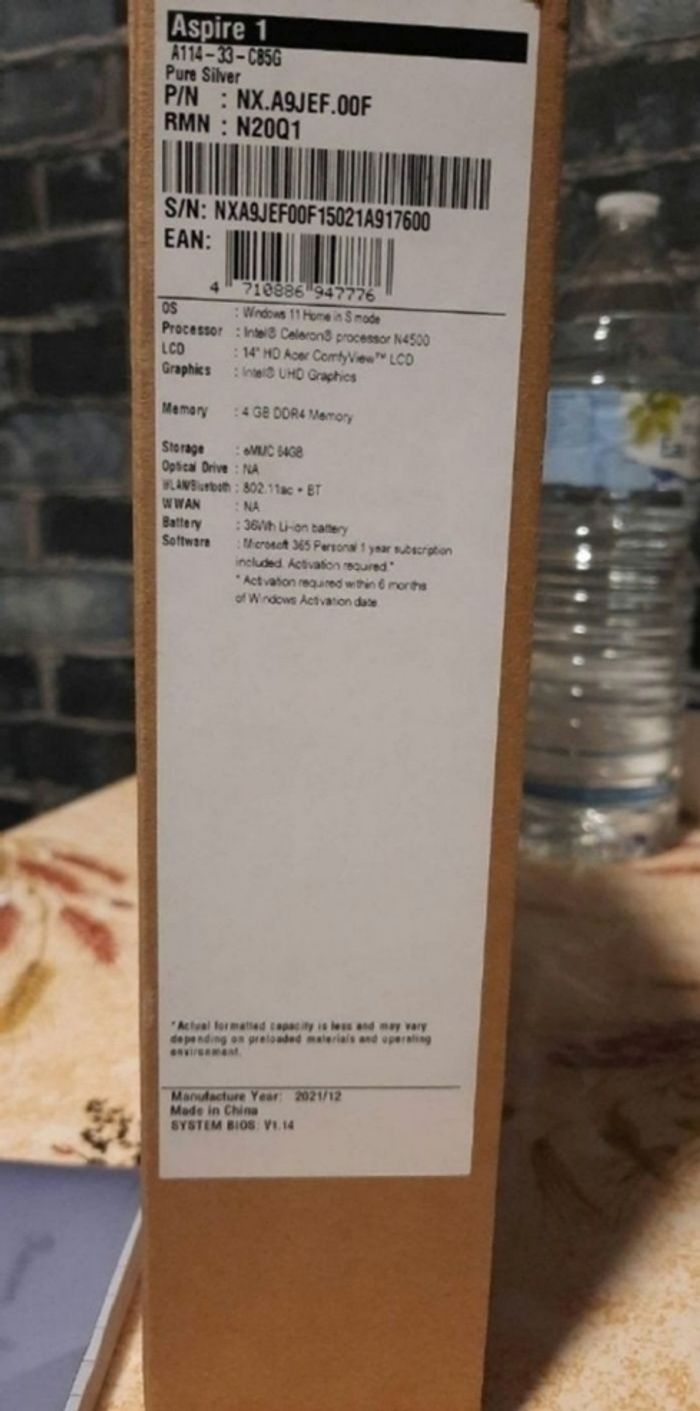 Aspire 1
A114-33-C85G
Pure Silver
P/N : NX.A9JEF.00F
RMN : N20Q1
S/N: NXA9JEF00F15021A917600
EAN:
4 710886 947776
OS : Windows 11 Home in S mode
Processor : Intel® Celeron® processor N4500
LCD : 14" HD Acer ComfyView™ LCD
Graphics : Intel® UHD Graphics
Memory : 4 GB DDR4 Memory
Storage : eMMC 64GB
Optical Drive : NA
WLAN/Bluetooth : 802.11ac + BT
WWAN : NA
Battery : 36Wh Li-ion battery
Software : Microsoft 365 Personal 1 year subscription
included. Activation required.*
* Activation required within 6 months
of Windows Activation date
*Actual formatted capacity is less and may vary
depending on preloaded materials and operating
environment.
Manufacture Year: 2021/12
Made in China
SYSTEM BIOS: V1.14